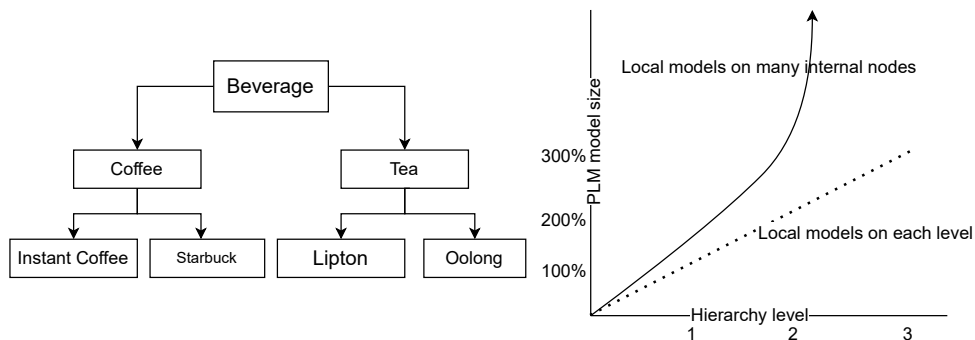 Beverage
Coffee
Tea
Instant Coffee
Starbuck
Lipton
Oolong
Local models on many internal nodes
PLM model size
300%
200%
100%
Local models on each level
Hierarchy level
1
2
3